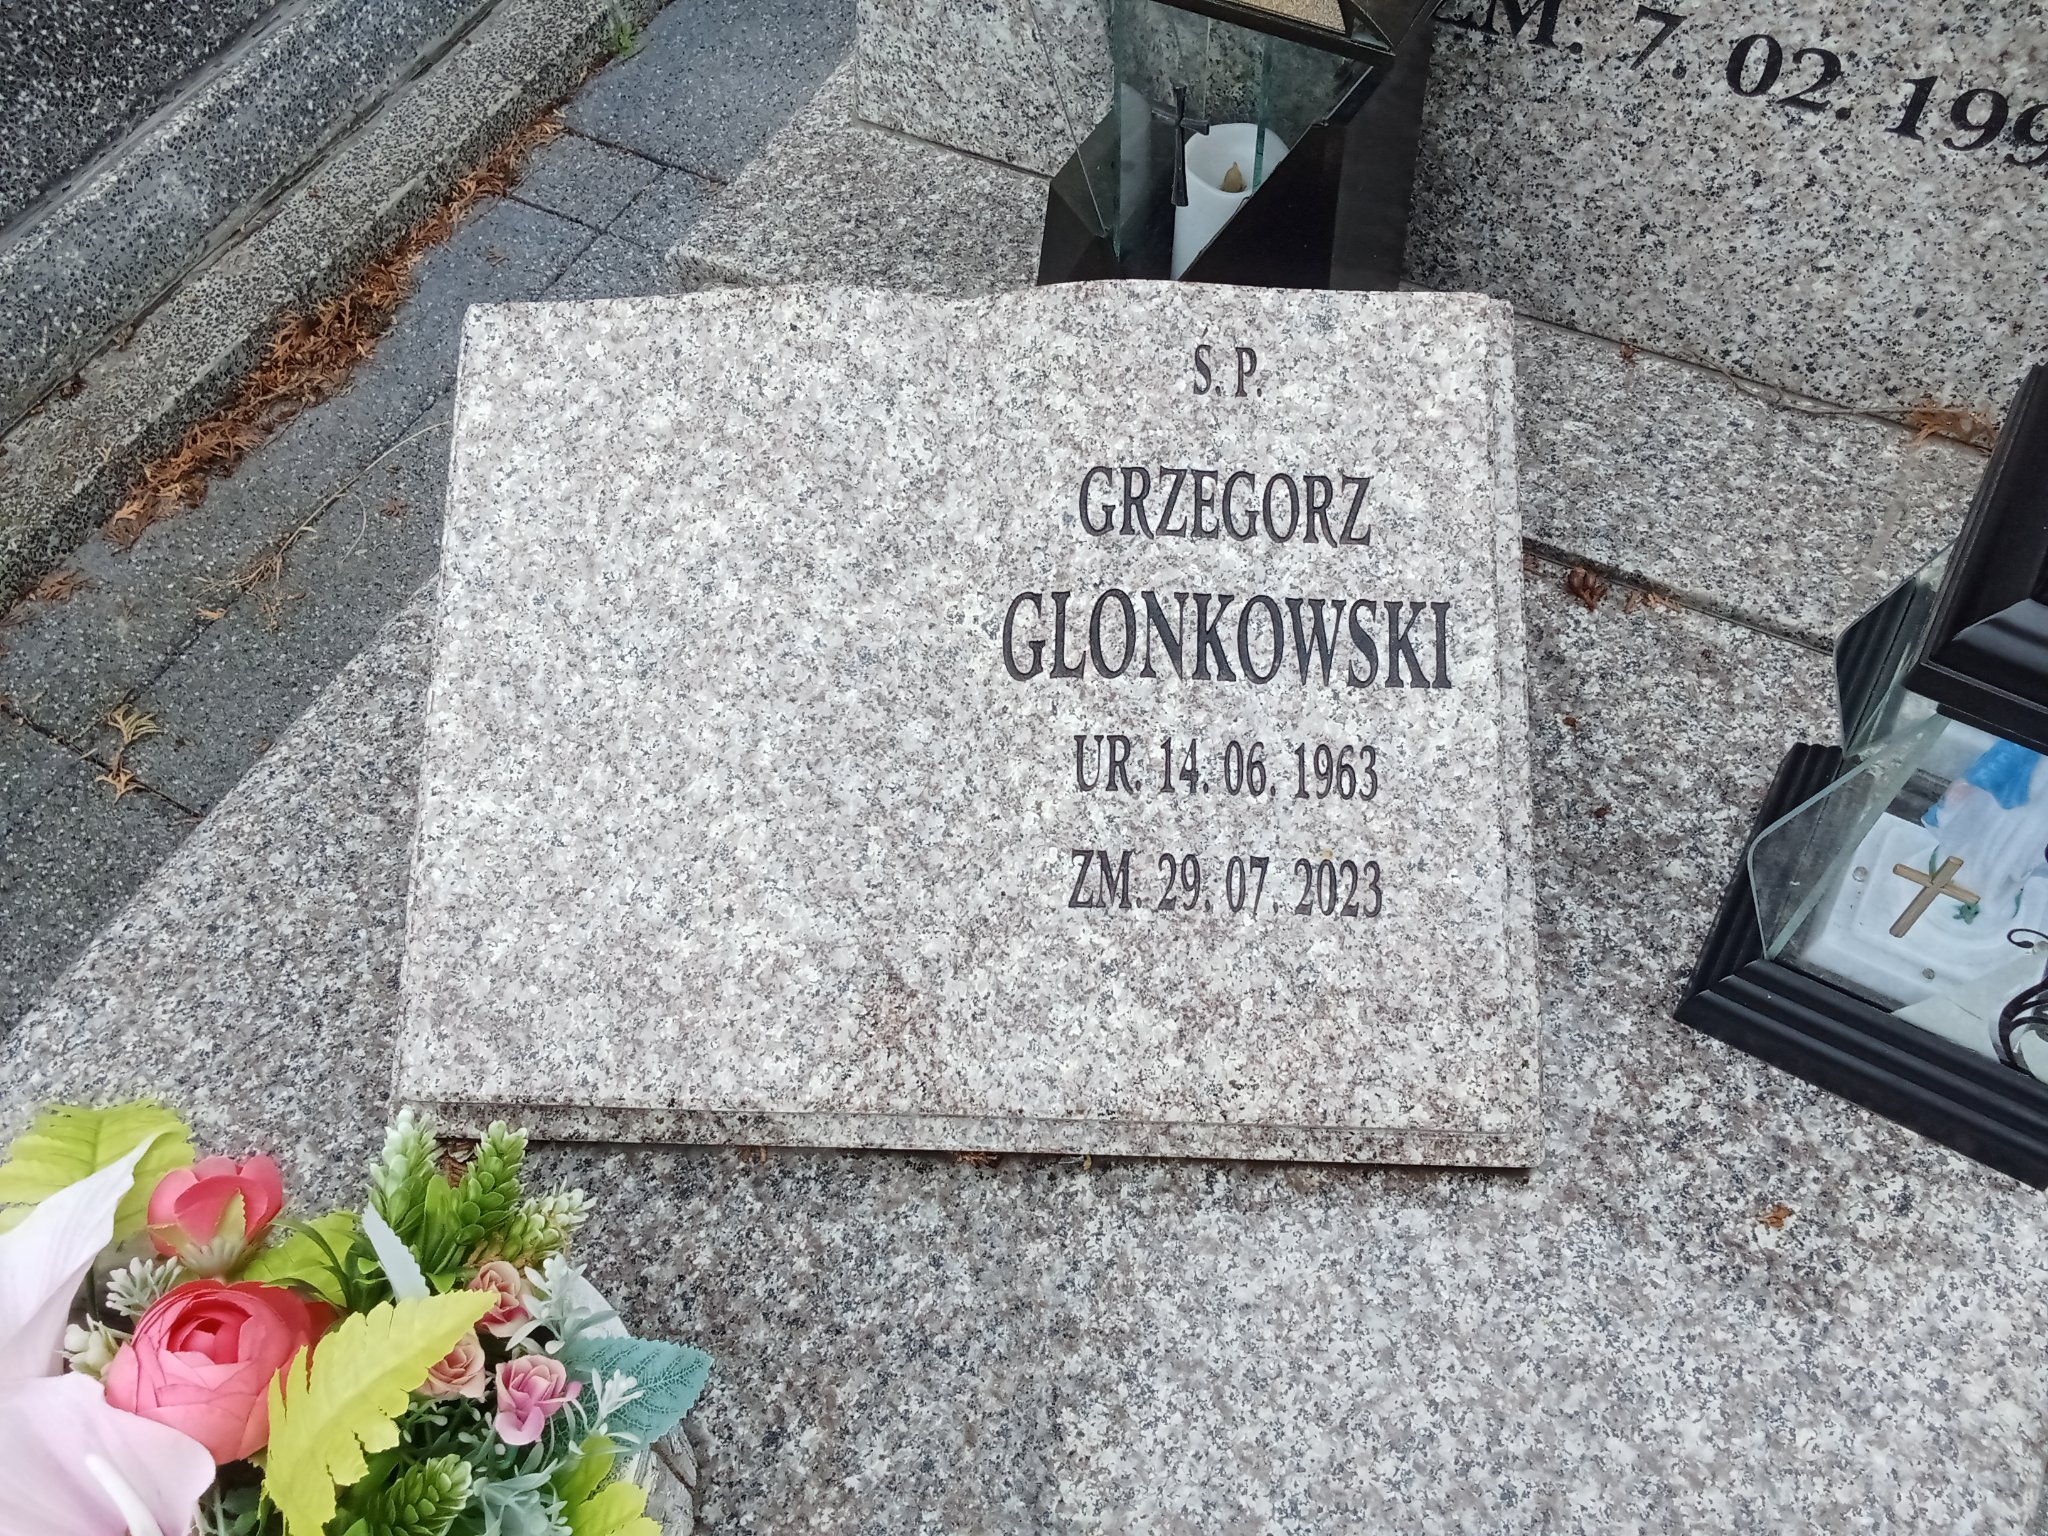 ZM. 7. 02. 199
Ś. P.
GRZEGORZ
GLONKOWSKI
UR. 14. 06. 1963
ZM. 29. 07. 2023